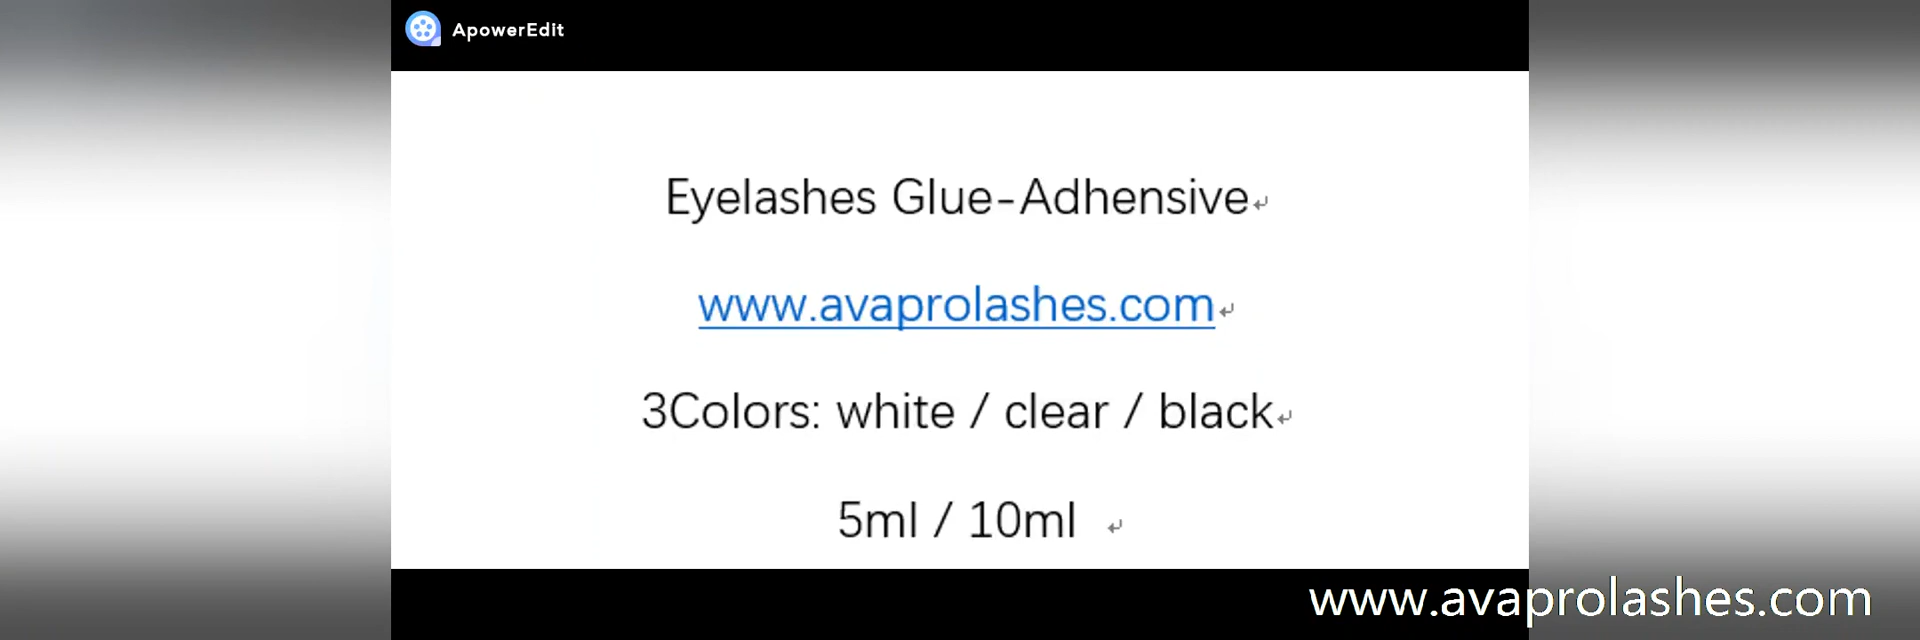 ApowerEdit
Eyelashes Glue-Adhensive
www.avaprolashes.com
3Colors: white / clear / black
5ml / 10ml
www.avaprolashes.com